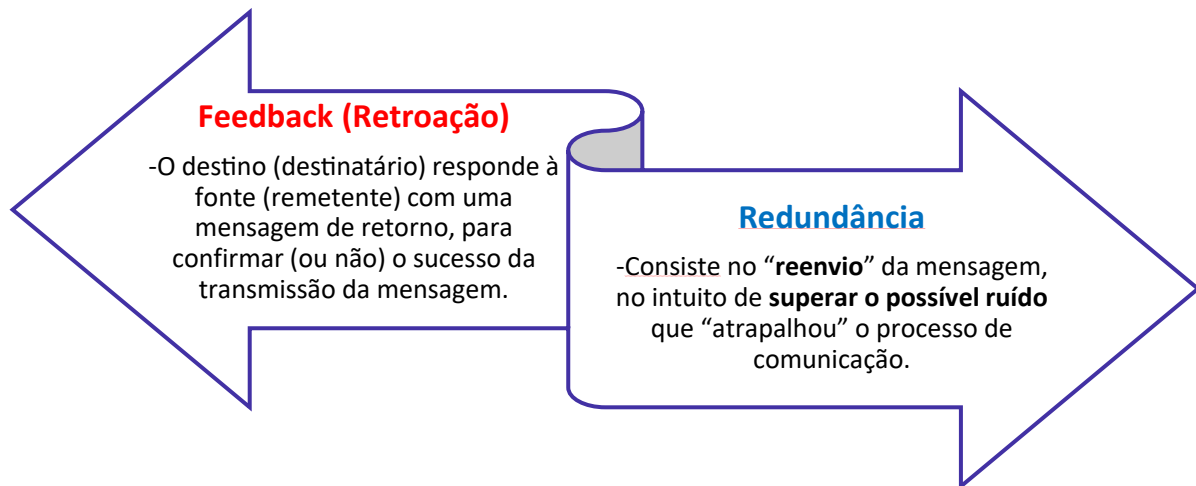 Feedback (Retroação)
-O destino (destinatário) responde à
fonte (remetente) com uma
mensagem de retorno, para
confirmar (ou não) o sucesso da
transmissão da mensagem.
Redundância
-Consiste no “reenvio” da mensagem,
no intuito de superar o possível ruído
que “atrapalhou” o processo de
comunicação.